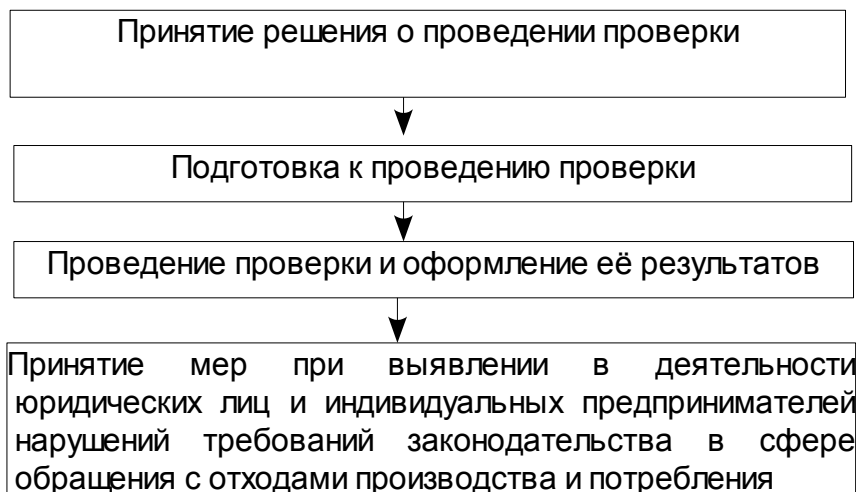 Принятие решения о проведении проверки
Подготовка к проведению проверки
Проведение проверки и оформление её результатов
Принятие мер при выявлении в деятельности
юридических лиц и индивидуальных предпринимателей
нарушений требований законодательства в сфере
обращения с отходами производства и потребления